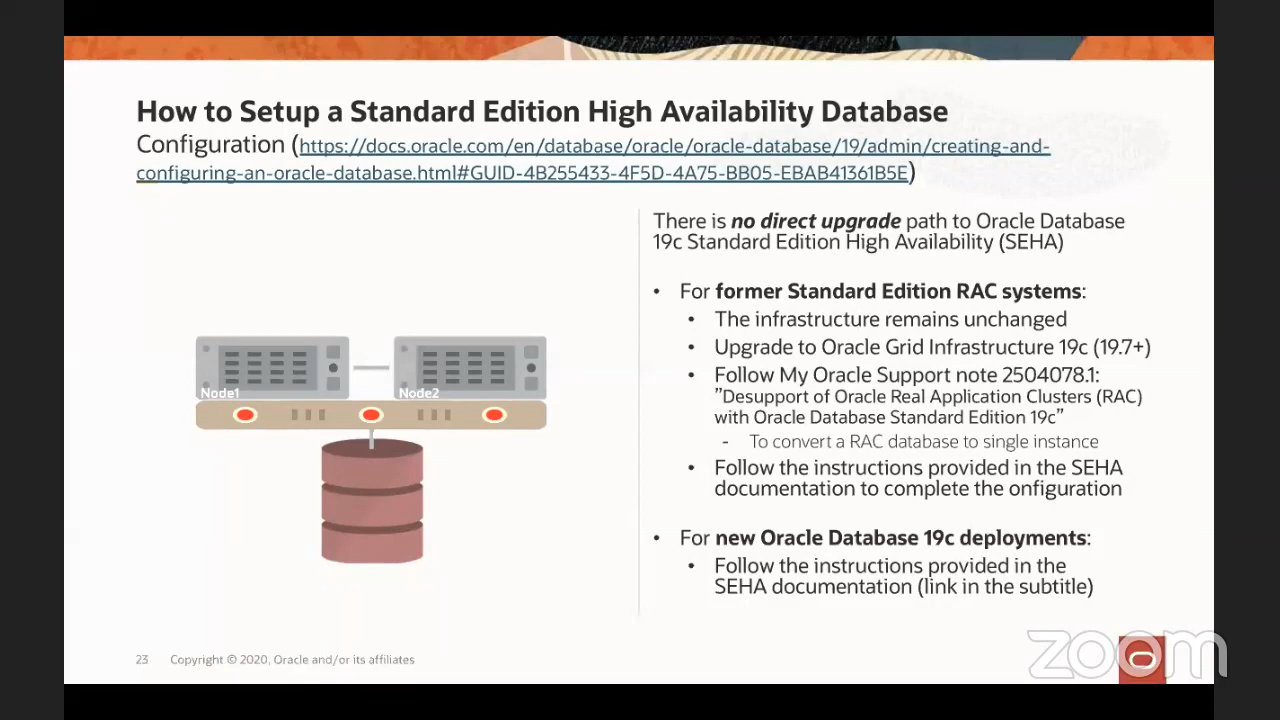 How to Setup a Standard Edition High Availability Database
Configuration (https://docs.oracle.com/en/database/oracle/oracle-database/19/admin/creating-and-
configuring-an-oracle-database.html#GUID-4B255433-4F5D-4A75-BB05-EBAB41361B5E)
Node1
Node2
There is no direct upgrade path to Oracle Database
19c Standard Edition High Availability (SEHA)
• For former Standard Edition RAC systems:
• The infrastructure remains unchanged
• Upgrade to Oracle Grid Infrastructure 19c (19.7+)
• Follow My Oracle Support note 2504078.1:
”Desupport of Oracle Real Application Clusters (RAC)
with Oracle Database Standard Edition 19c”
- To convert a RAC database to single instance
• Follow the instructions provided in the SEHA
documentation to complete the onfiguration
• For new Oracle Database 19c deployments:
• Follow the instructions provided in the
SEHA documentation (link in the subtitle)
23 Copyright © 2020, Oracle and/or its affiliates
zoom